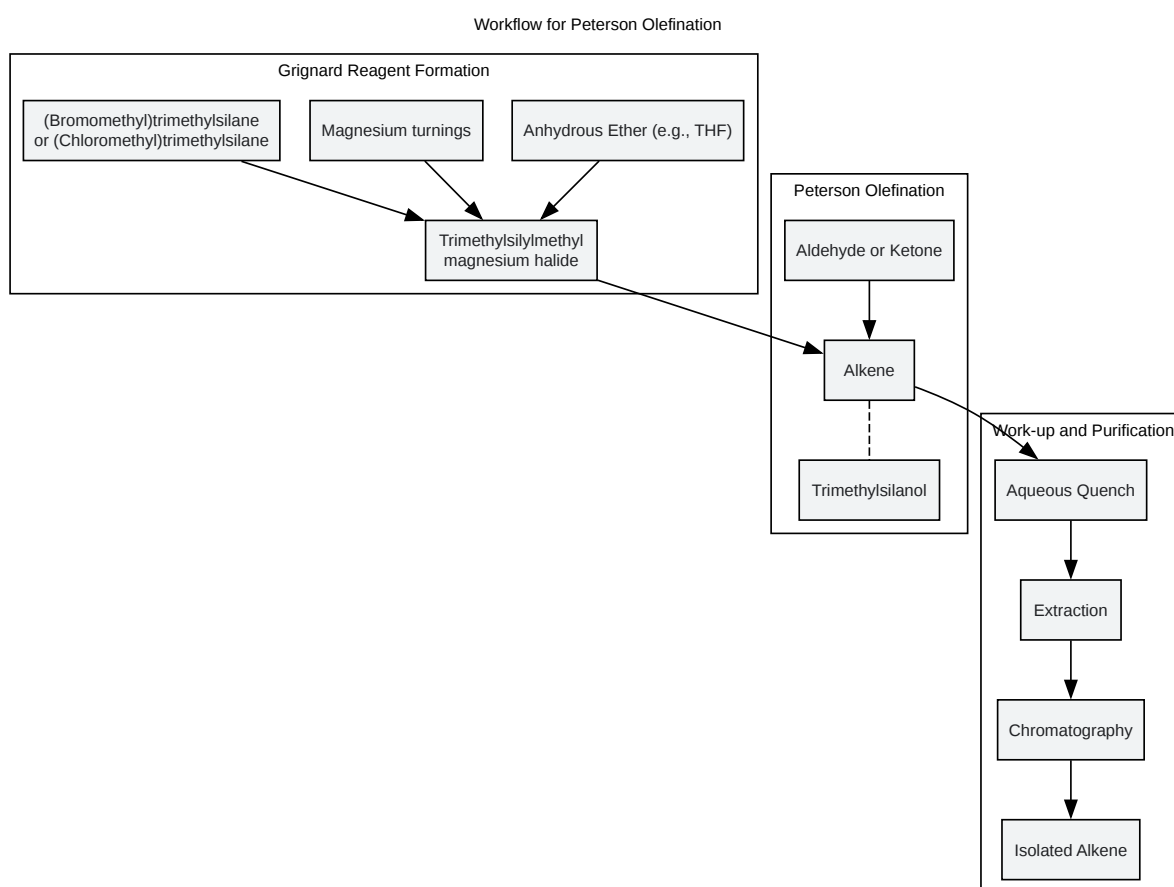 Workflow for Peterson Olefination
Grignard Reagent Formation
(Bromomethyl)trimethylsilane
or (Chloromethyl)trimethylsilane
Magnesium turnings
Anhydrous Ether (e.g., THF)
Trimethylsilylmethyl
magnesium halide
Peterson Olefination
Aldehyde or Ketone
Alkene
Trimethylsilanol
Work-up and Purification
Aqueous Quench
Extraction
Chromatography
Isolated Alkene